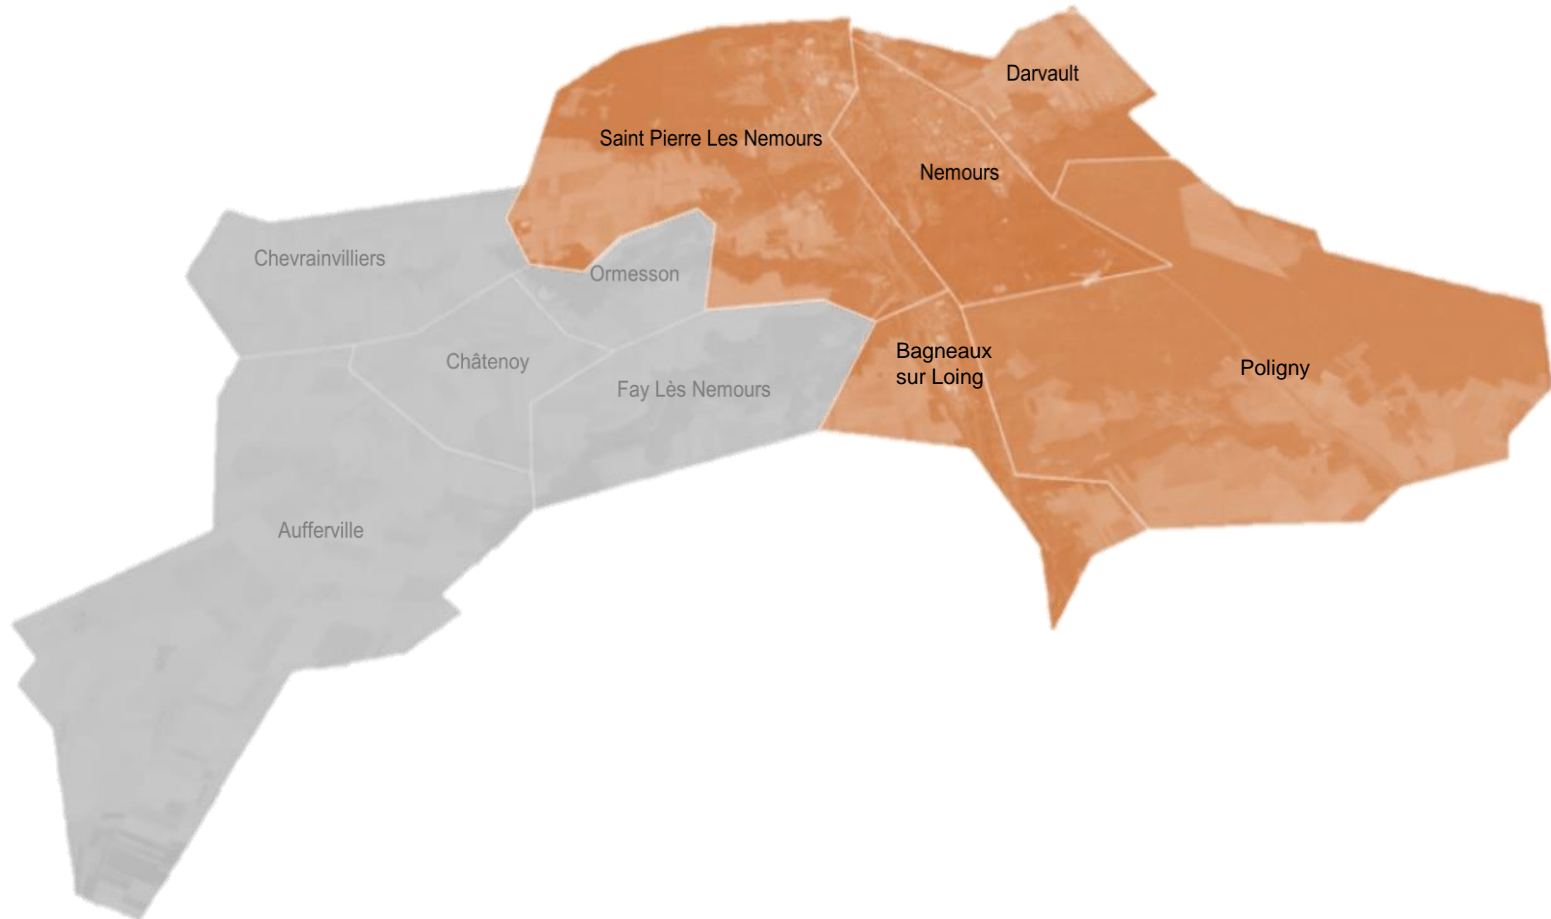 Darvault
Saint Pierre Les Nemours
Nemours
Chevrainvilliers
Ormesson
Bagneaux
sur Loing
Châtenoy
Poligny
Fay Lès Nemours
Aufferville